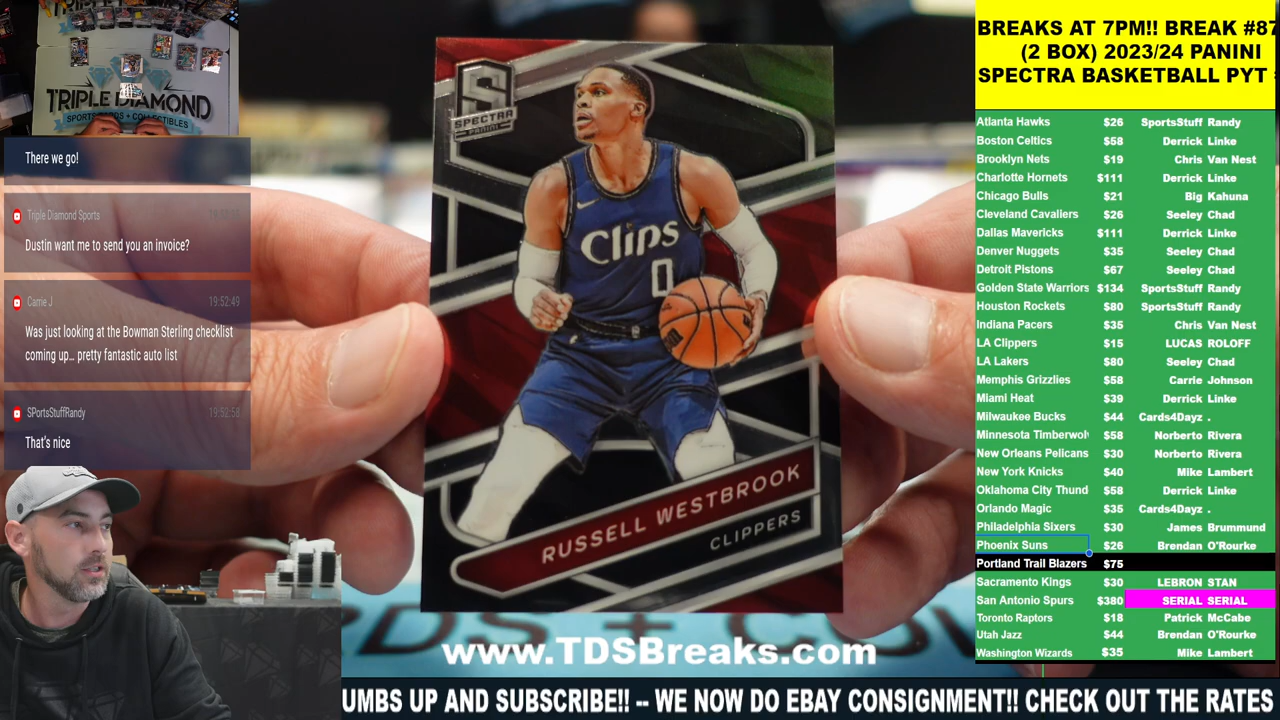 TRIPLE DIAMOND
SPORTS CARDS + COLLECTIBLES
There we go!
Triple Diamond Sports
Dustin want me to send you an invoice?
Carrie J 19:52:49
Was just looking at the Bowman Sterling checklist
coming up... pretty fantastic auto list
SPortsStuffRandy 19:52:58
That's nice
S
SPECTRA
PANINI
Clips
0
RUSSELL WESTBROOK
CLIPPERS
www.TDSBreaks.com
UMBS UP AND SUBSCRIBE!! -- WE NOW DO EBAY CONSIGNMENT!! CHECK OUT THE RATES
BREAKS AT 7PM!! BREAK #87
(2 BOX) 2023/24 PANINI
SPECTRA BASKETBALL PYT
Atlanta Hawks $26 SportsStuff Randy
Boston Celtics $58 Derrick Linke
Brooklyn Nets $19 Chris Van Nest
Charlotte Hornets $111 Derrick Linke
Chicago Bulls $21 Big Kahuna
Cleveland Cavaliers $26 Seeley Chad
Dallas Mavericks $111 Derrick Linke
Denver Nuggets $35 Seeley Chad
Detroit Pistons $67 Seeley Chad
Golden State Warriors $134 SportsStuff Randy
Houston Rockets $80 SportsStuff Randy
Indiana Pacers $35 Chris Van Nest
LA Clippers $15 LUCAS ROLOFF
LA Lakers $80 Seeley Chad
Memphis Grizzlies $58 Carrie Johnson
Miami Heat $39 Derrick Linke
Milwaukee Bucks $44 Cards4Dayz .
Minnesota Timberwolv $58 Norberto Rivera
New Orleans Pelicans $30 Norberto Rivera
New York Knicks $40 Mike Lambert
Oklahoma City Thund $58 Derrick Linke
Orlando Magic $35 Cards4Dayz .
Philadelphia Sixers $30 James Brummund
Phoenix Suns $26 Brendan O'Rourke
Portland Trail Blazers $75
Sacramento Kings $30 LEBRON STAN
San Antonio Spurs $380 SERIAL SERIAL
Toronto Raptors $18 Patrick McCabe
Utah Jazz $44 Brendan O'Rourke
Washington Wizards $35 Mike Lambert